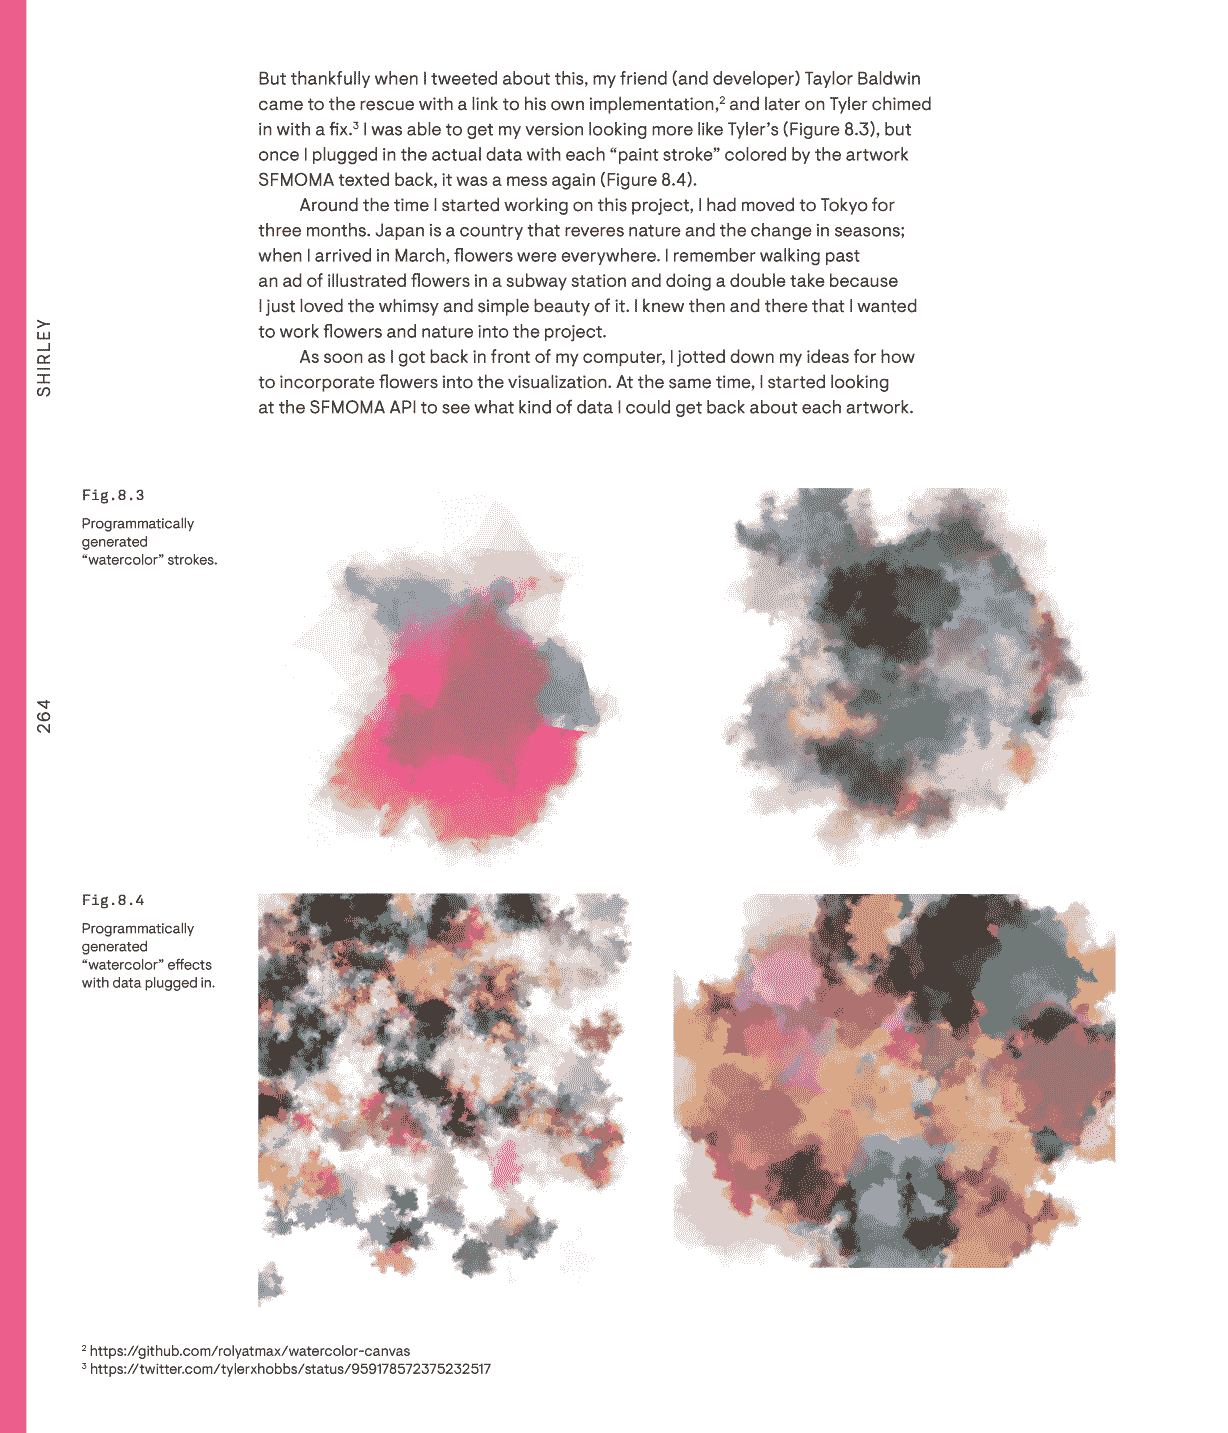 But thankfully when I tweeted about this, my friend (and developer) Taylor Baldwin
came to the rescue with a link to his own implementation,² and later on Tyler chimed
in with a fix.³ I was able to get my version looking more like Tyler’s (Figure 8.3), but
once I plugged in the actual data with each “paint stroke” colored by the artwork
SFMOMA texted back, it was a mess again (Figure 8.4).
Around the time I started working on this project, I had moved to Tokyo for
three months. Japan is a country that reveres nature and the change in seasons;
when I arrived in March, flowers were everywhere. I remember walking past
an ad of illustrated flowers in a subway station and doing a double take because
I just loved the whimsy and simple beauty of it. I knew then and there that I wanted
to work flowers and nature into the project.
As soon as I got back in front of my computer, I jotted down my ideas for how
to incorporate flowers into the visualization. At the same time, I started looking
at the SFMOMA API to see what kind of data I could get back about each artwork.
SHIRLEY
264
Fig.8.3
Programmatically
generated
“watercolor” strokes.
Fig.8.4
Programmatically
generated
“watercolor” effects
with data plugged in.
² https://github.com/rolyatmax/watercolor-canvas
³ https://twitter.com/tylerxhobbs/status/959178572375232517